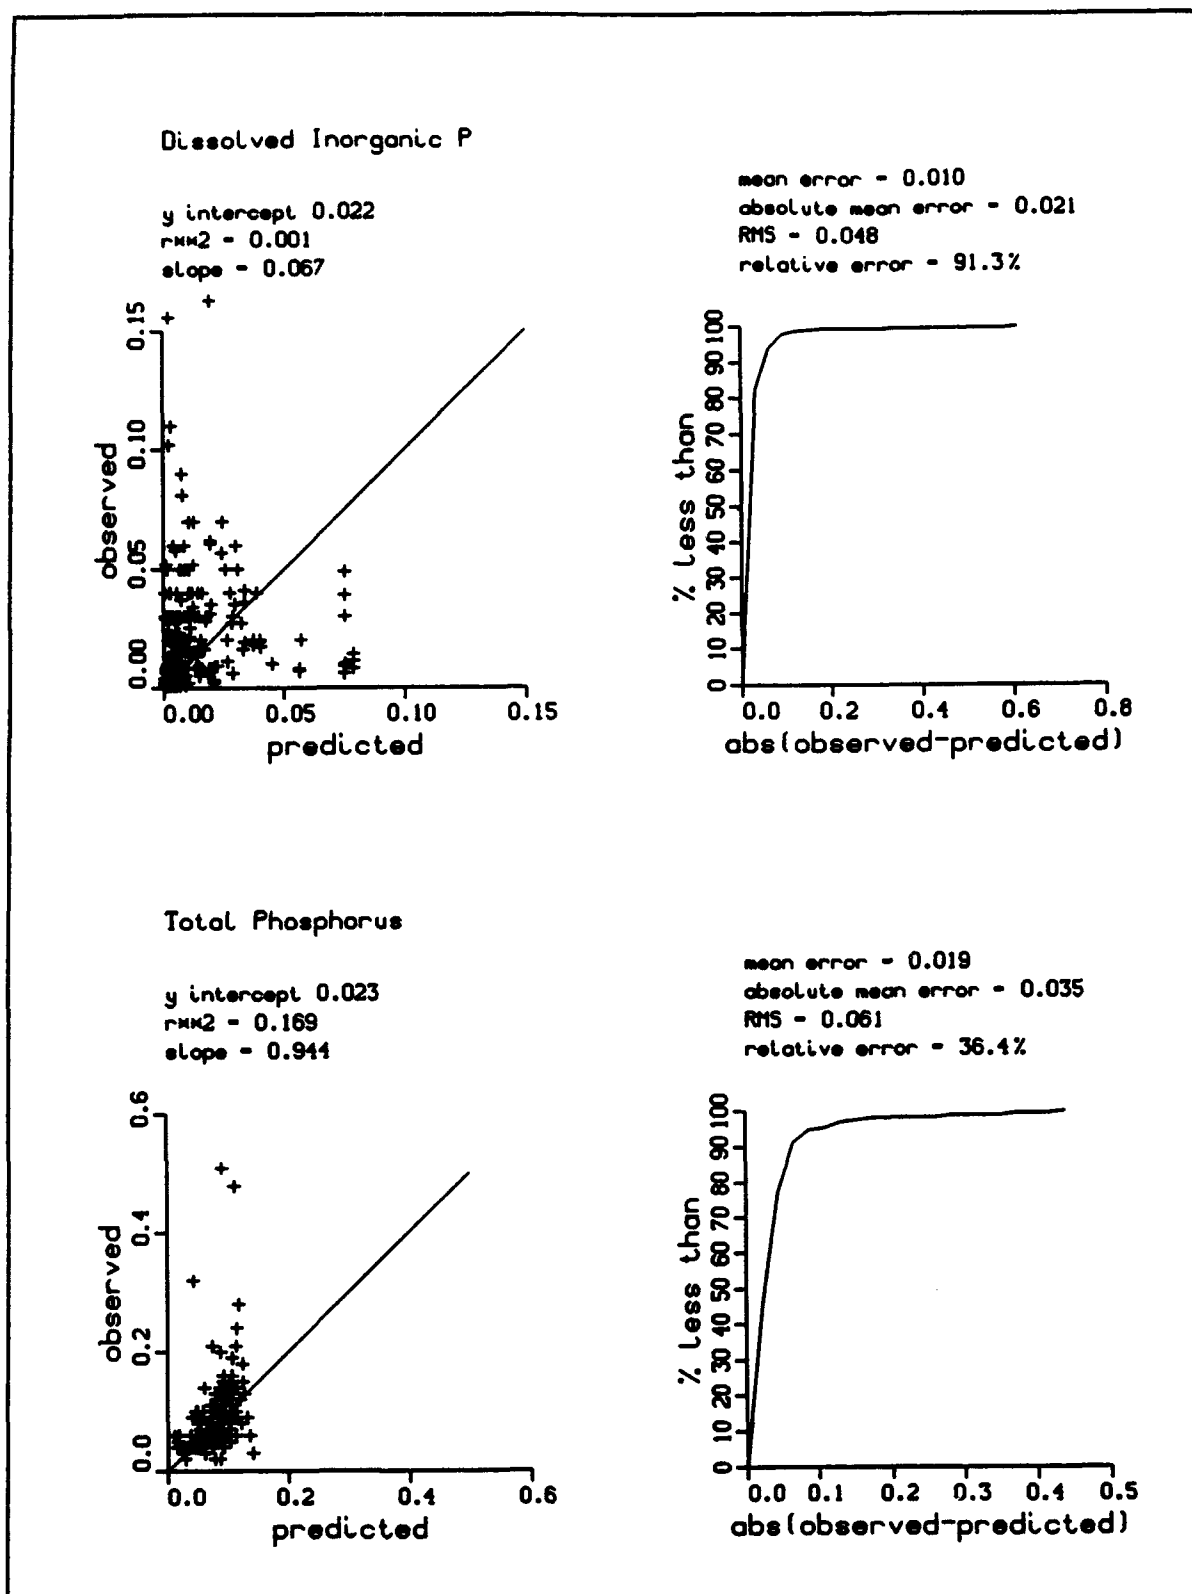 Dissolved Inorganic P
y intercept 0.022
r**2 = 0.001
slope = 0.067
0.15
0.10
0.05
0.00
observed
0.00 0.05 0.10 0.15
predicted
mean error = 0.010
absolute mean error = 0.021
RMS = 0.048
relative error = 91.3%
100
90
80
70
60
50
40
30
20
10
0
% less than
0.0 0.2 0.4 0.6 0.8
abs(observed-predicted)
Total Phosphorus
y intercept 0.023
r**2 = 0.169
slope = 0.944
0.6
0.4
0.2
0.0
observed
0.0 0.2 0.4 0.6
predicted
mean error = 0.019
absolute mean error = 0.035
RMS = 0.061
relative error = 36.4%
100
90
80
70
60
50
40
30
20
10
0
% less than
0.0 0.1 0.2 0.3 0.4 0.5
abs(observed-predicted)